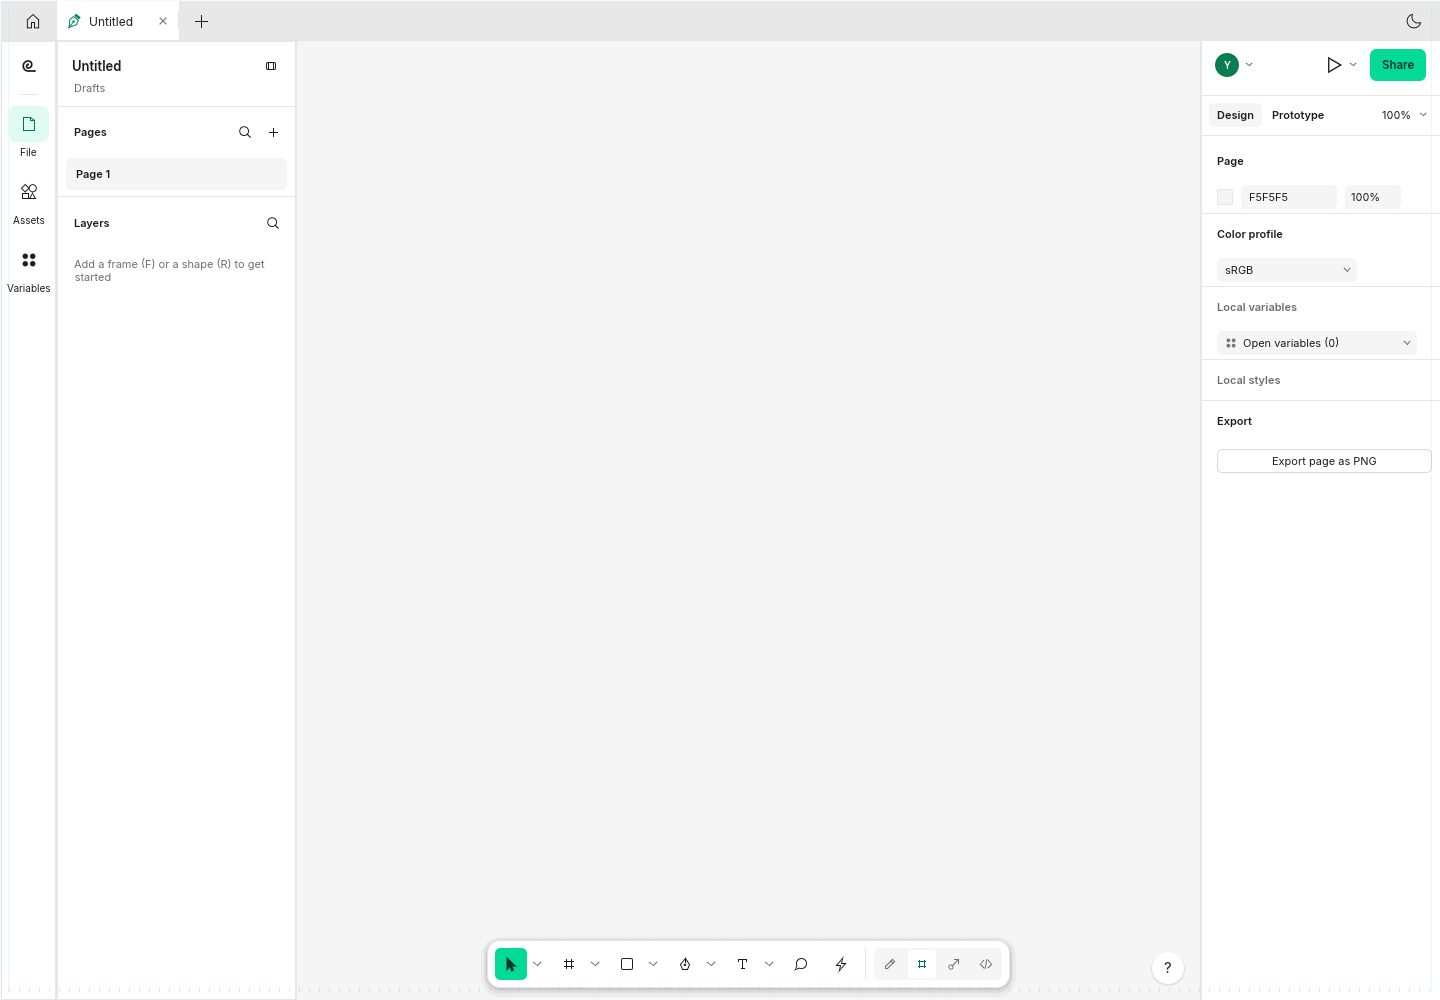 Untitled
Untitled
Drafts
Pages
Page 1
Layers
Add a frame (F) or a shape (R) to get
started
File
Assets
Variables
Y
Share
Design
Prototype
100%
Page
F5F5F5
100%
Color profile
sRGB
Local variables
Open variables (0)
Local styles
Export
Export page as PNG
?